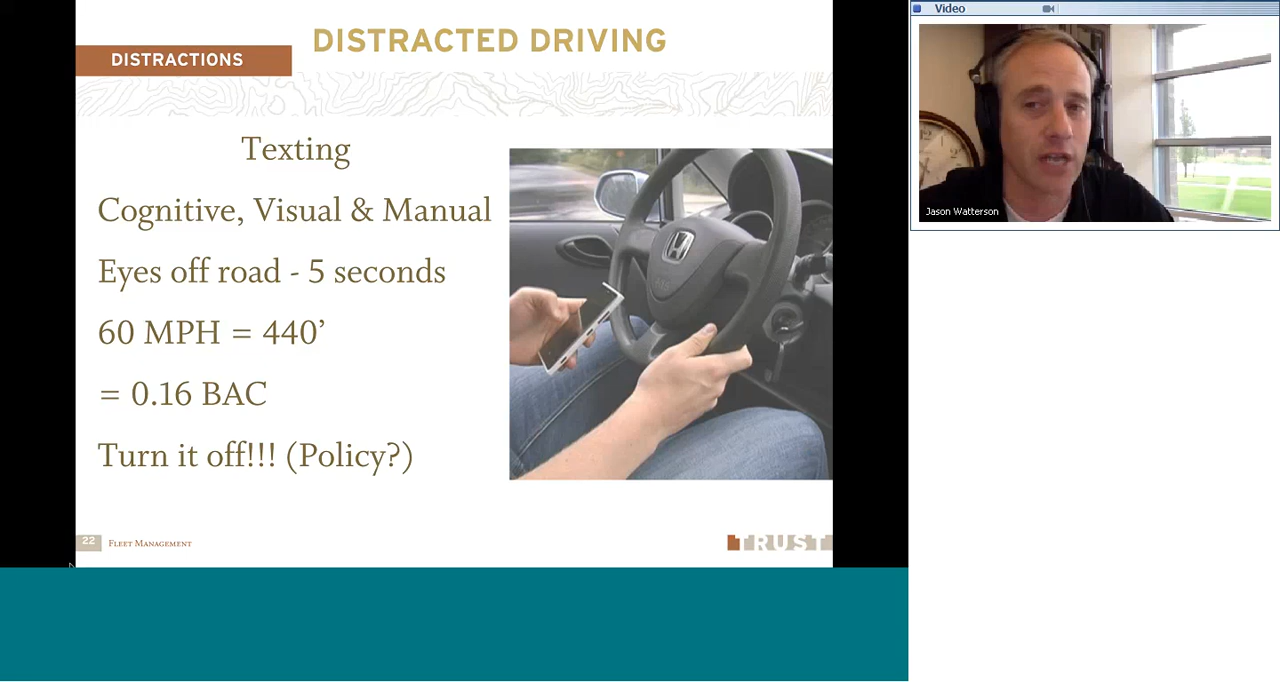 DISTRACTED DRIVING
DISTRACTIONS
Texting
Cognitive, Visual & Manual
Eyes off road - 5 seconds
60 MPH = 440’
= 0.16 BAC
Turn it off!!! (Policy?)
22
FLEET MANAGEMENT
TRUST
Video
Jason Watterson